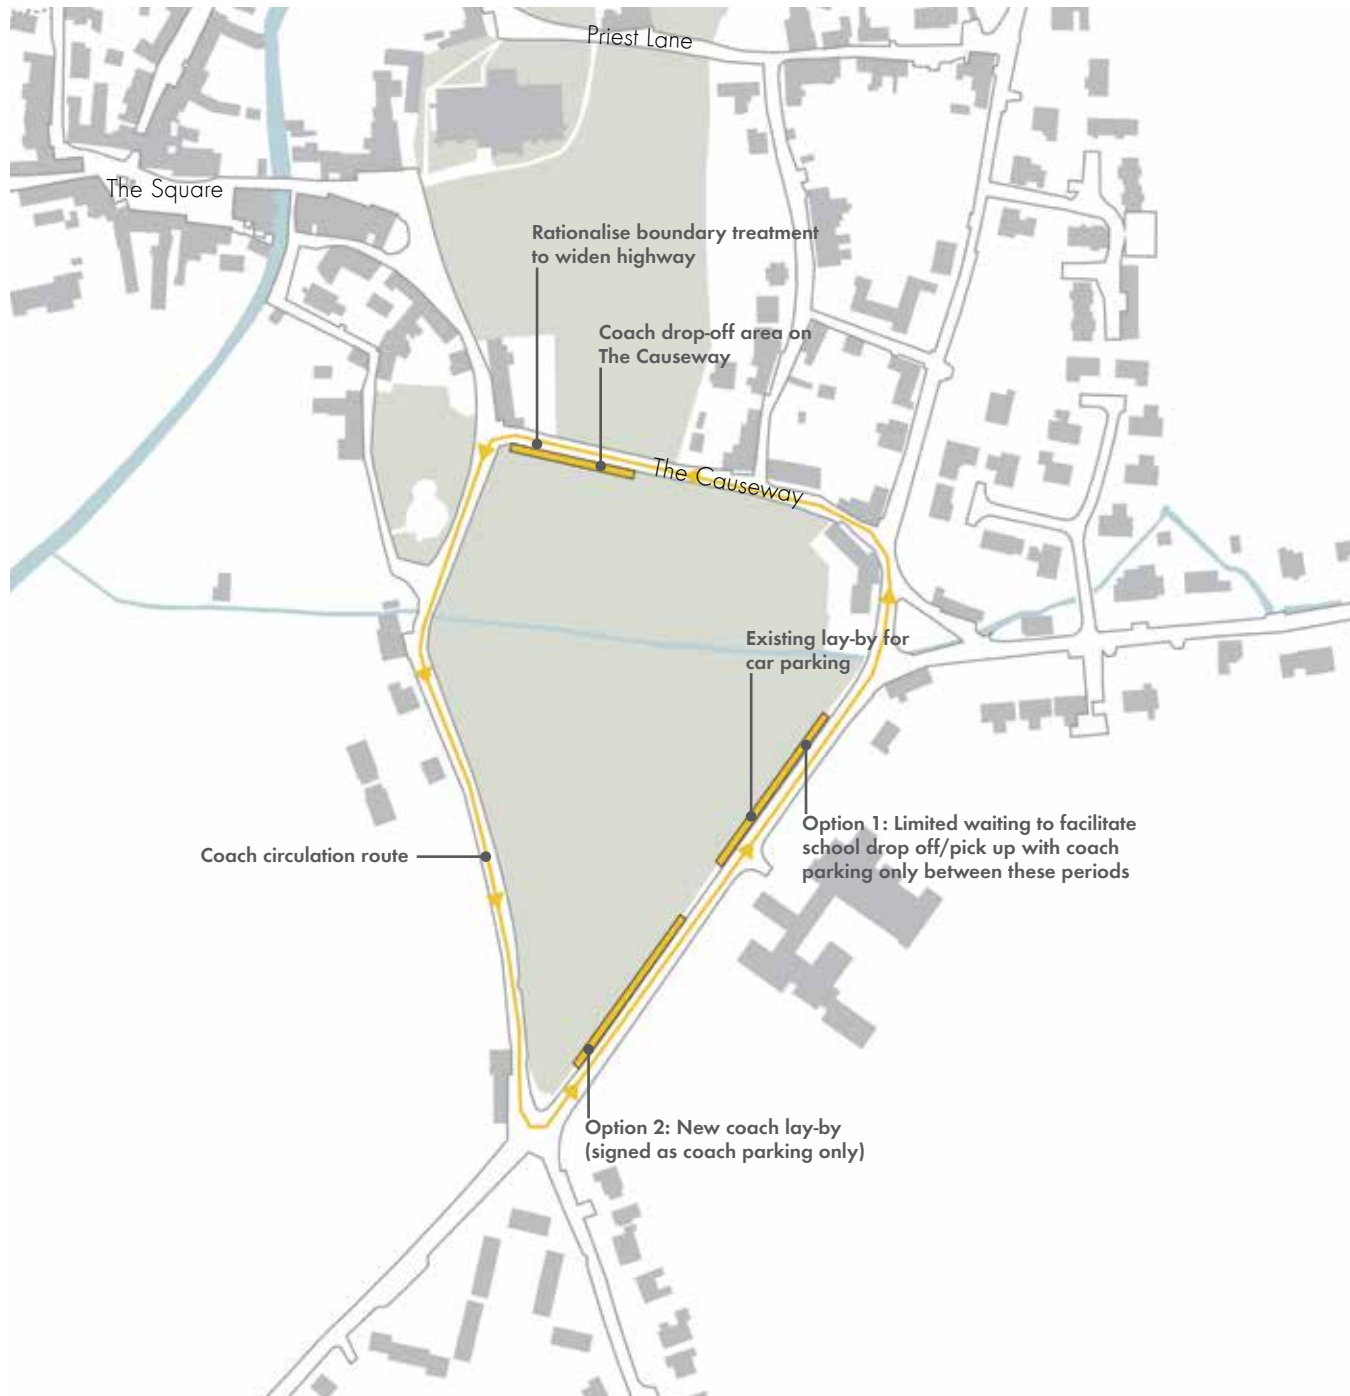 Priest Lane
The Square
Rationalise boundary treatment
to widen highway
Coach drop-off area on
The Causeway
The Causeway
Existing lay-by for
car parking
Option 1: Limited waiting to facilitate
school drop off/pick up with coach
parking only between these periods
Coach circulation route
Option 2: New coach lay-by
(signed as coach parking only)